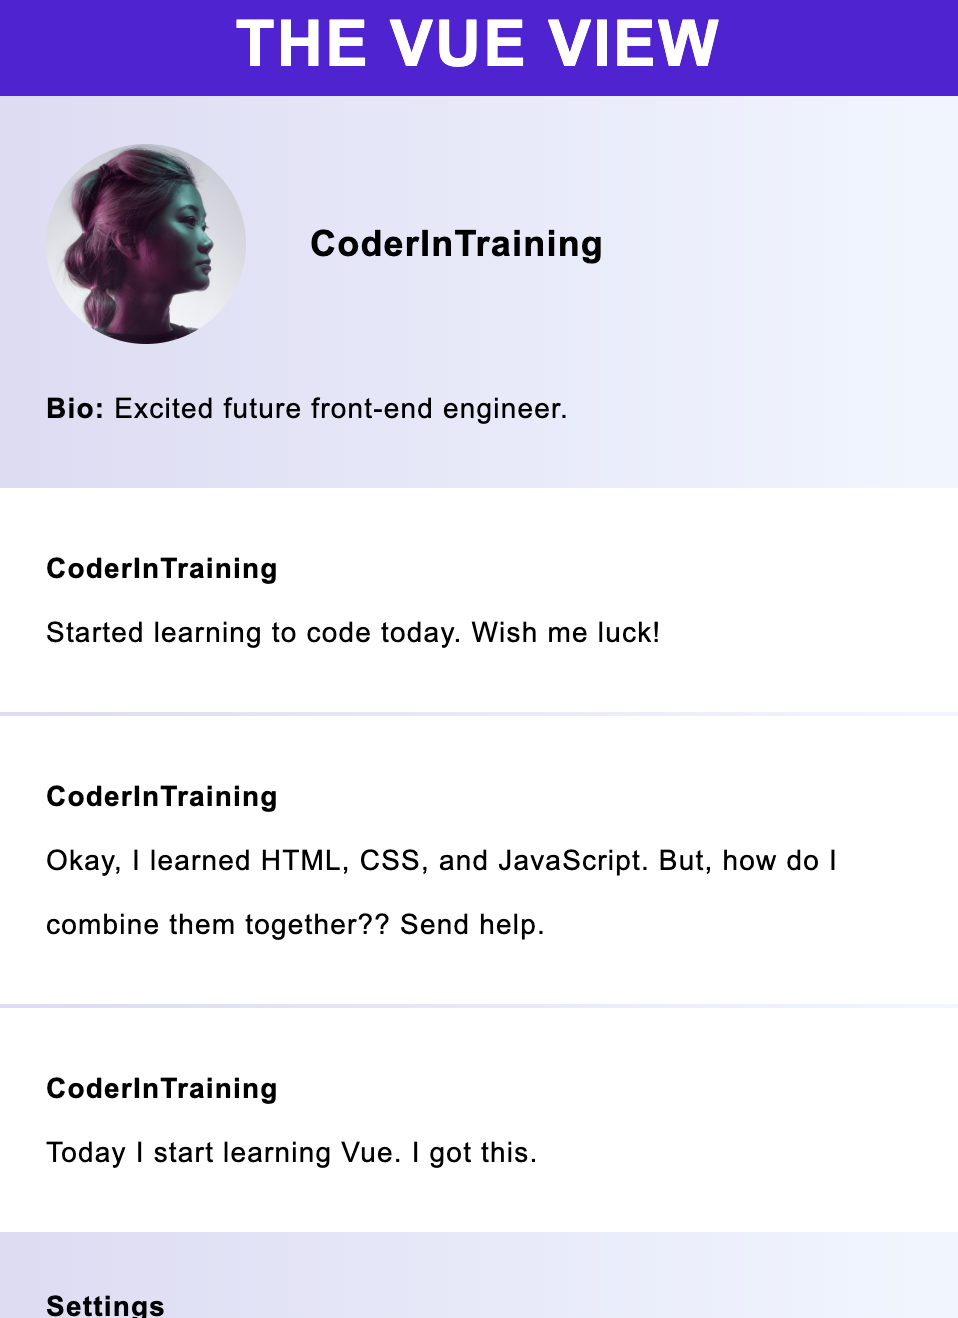 THE VUE VIEW
CoderInTraining
Bio: Excited future front-end engineer.
CoderInTraining
Started learning to code today. Wish me luck!
CoderInTraining
Okay, I learned HTML, CSS, and JavaScript. But, how do I
combine them together?? Send help.
CoderInTraining
Today I start learning Vue. I got this.
Settings